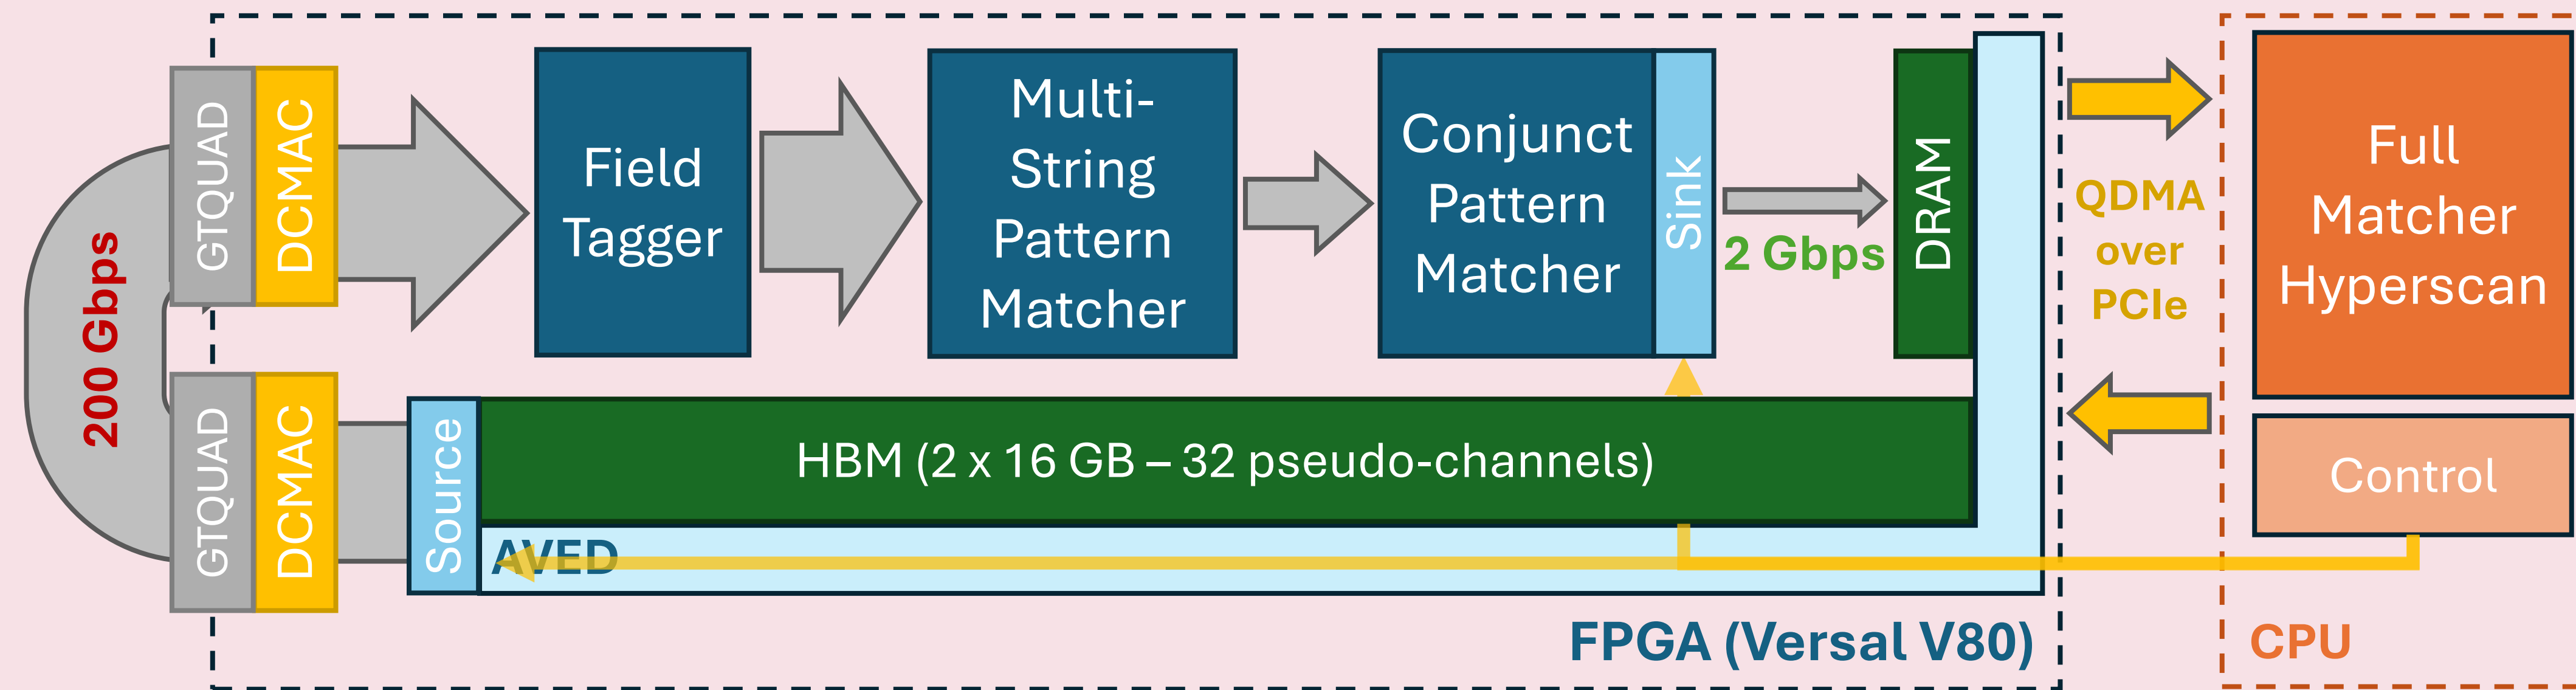 200 Gbps
GTQUAD
DCMAC
Field
Tagger
Multi-
String
Pattern
Matcher
Conjunct
Pattern
Matcher
Sink
2 Gbps
DRAM
QDMA
over
PCIe
Full
Matcher
Hyperscan
GTQUAD
DCMAC
Source
HBM (2 x 16 GB – 32 pseudo-channels)
AVED
Control
FPGA (Versal V80)
CPU